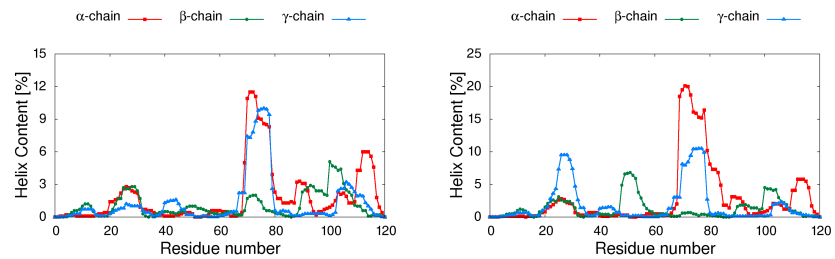 α-chain β-chain γ-chain
15
12
9
6
3
0
0 20 40 60 80 100 120
Helix Content [%]
Residue number
α-chain β-chain γ-chain
25
20
15
10
5
0
0 20 40 60 80 100 120
Helix Content [%]
Residue number